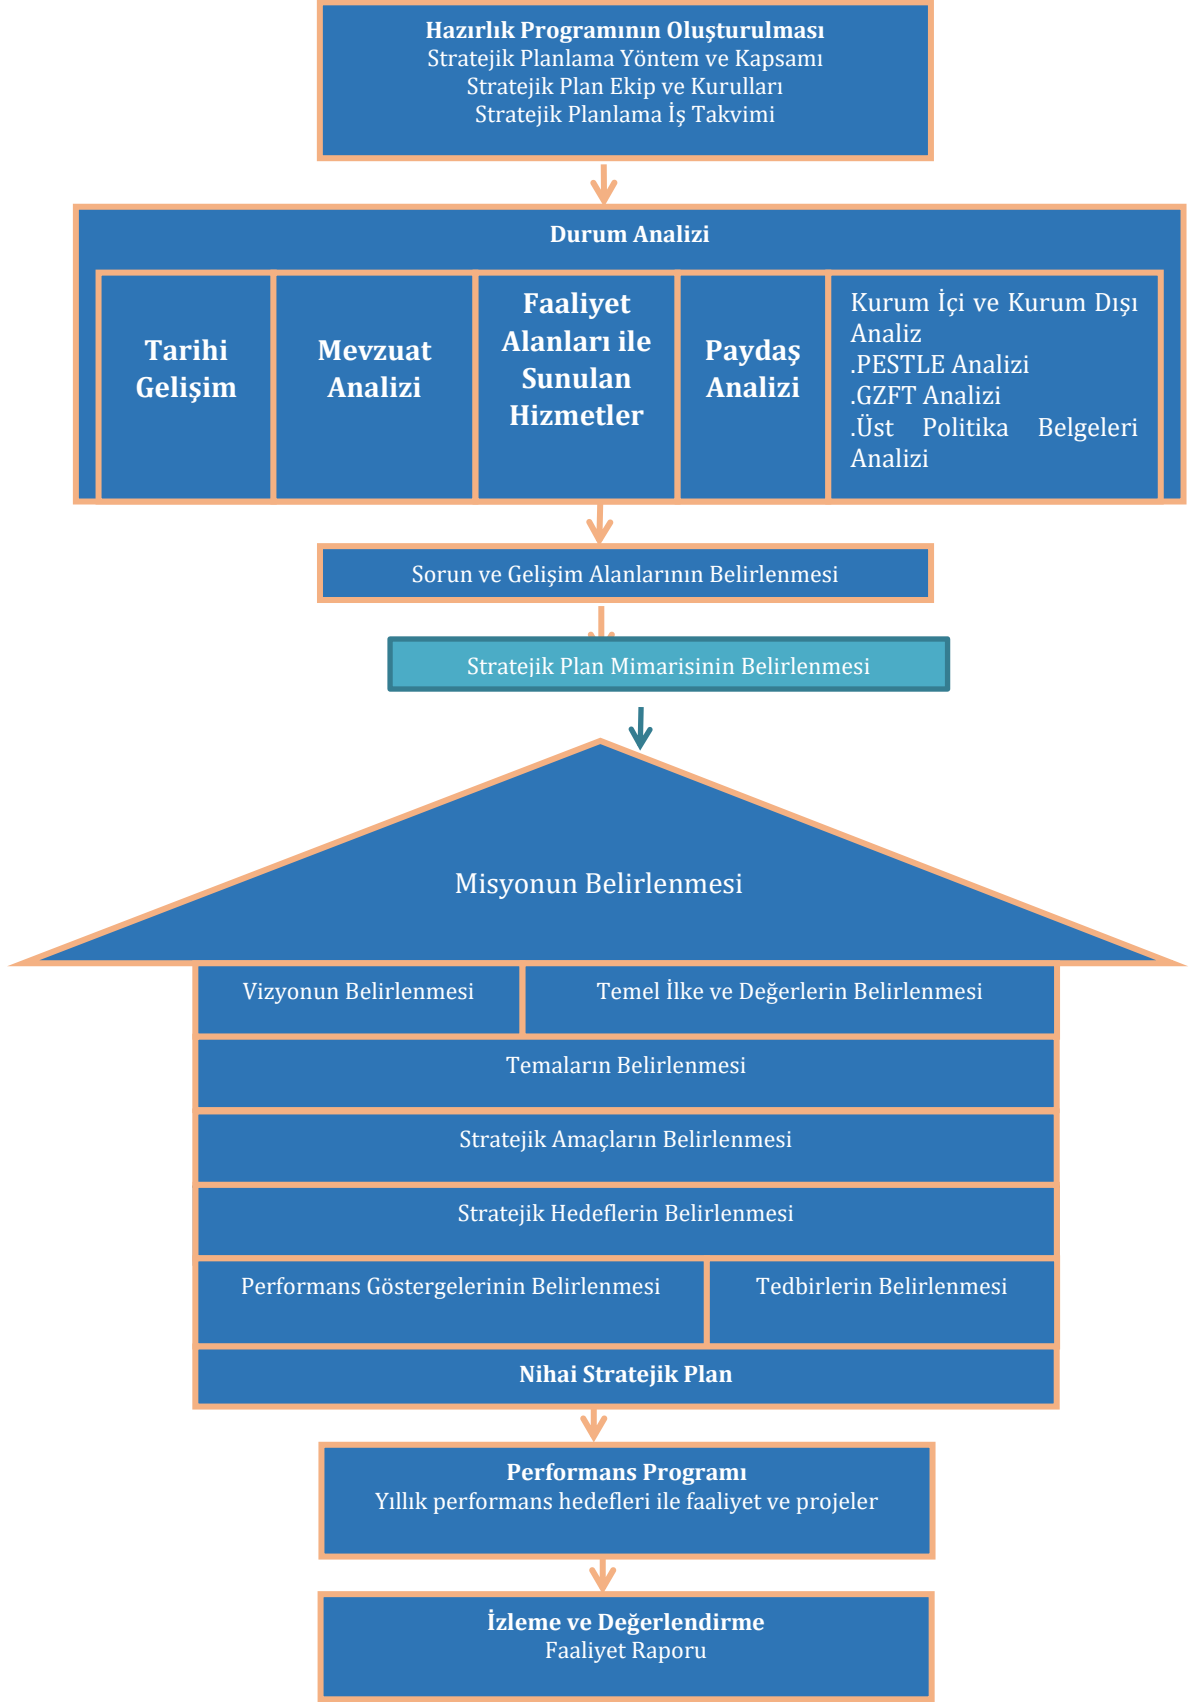 Hazırlık Programının Oluşturulması
Stratejik Planlama Yöntem ve Kapsamı
Stratejik Plan Ekip ve Kurulları
Stratejik Planlama İş Takvimi
Durum Analizi
Tarihi
Gelişim
Mevzuat
Analizi
Faaliyet
Alanları ile
Sunulan
Hizmetler
Paydaş
Analizi
Kurum İçi ve Kurum Dışı
Analiz
.PESTLE Analizi
.GZFT Analizi
.Üst Politika Belgeleri
Analizi
Sorun ve Gelişim Alanlarının Belirlenmesi
Stratejik Plan Mimarisinin Belirlenmesi
Misyonun Belirlenmesi
Vizyonun Belirlenmesi
Temel İlke ve Değerlerin Belirlenmesi
Temaların Belirlenmesi
Stratejik Amaçların Belirlenmesi
Stratejik Hedeflerin Belirlenmesi
Performans Göstergelerinin Belirlenmesi
Tedbirlerin Belirlenmesi
Nihai Stratejik Plan
Performans Programı
Yıllık performans hedefleri ile faaliyet ve projeler
İzleme ve Değerlendirme
Faaliyet Raporu